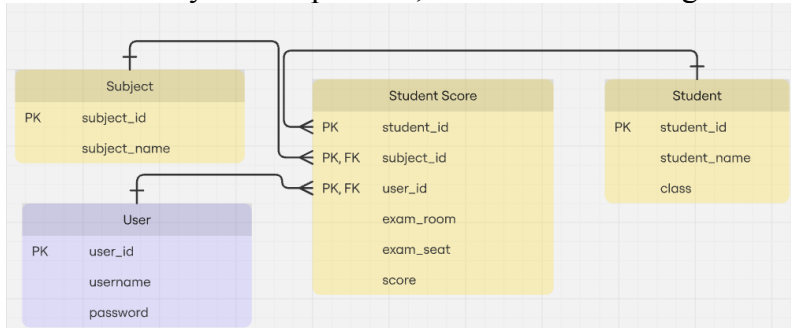 Subject
PK subject_id
subject_name
User
PK user_id
username
password
Student Score
PK student_id
PK, FK subject_id
PK, FK user_id
exam_room
exam_seat
score
Student
PK student_id
student_name
class